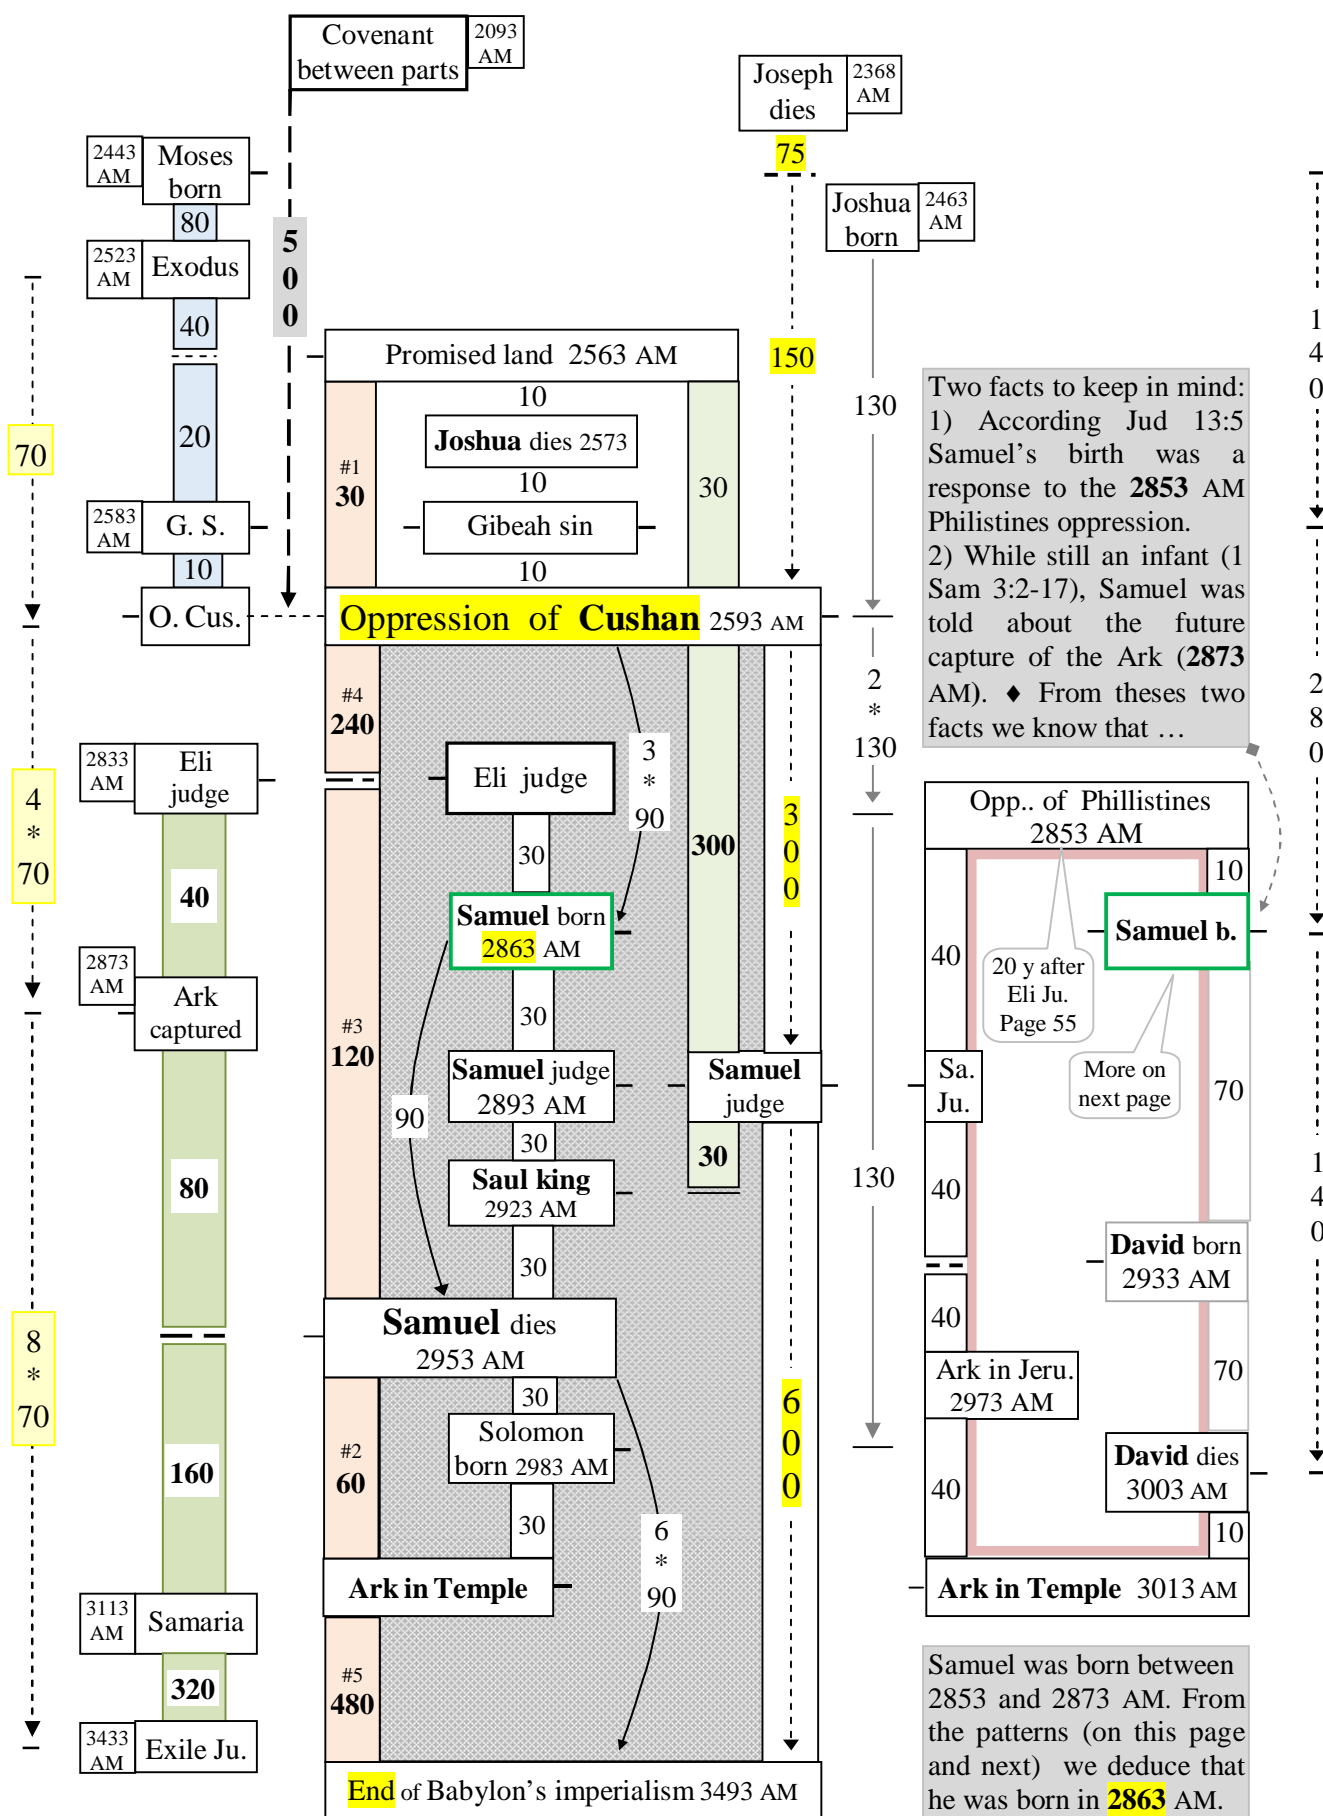 Covenant
between parts
2093
AM
Joseph
dies
2368
AM
75
2443
AM
Moses
born
80
2523
AM
Exodus
40
20
2583
AM
G. S.
10
O. Cus.
70
5
0
0
150
Joshua
born
2463
AM
130
Promised land 2563 AM
10
Joshua dies 2573
10
Gibeah sin
10
#1
30
30
Oppression of Cushan 2593 AM
Two facts to keep in mind:
1) According Jud 13:5
Samuel’s birth was a
response to the 2853 AM
Philistines oppression.
2) While still an infant (1
Sam 3:2-17), Samuel was
told about the future
capture of the Ark (2873
AM). ♦ From theses two
facts we know that …
1
4
0
2
8
0
1
4
0
4
*
70
8
*
70
2833
AM
Eli
judge
40
2873
AM
Ark
captured
80
160
3113
AM
Samaria
320
3433
AM
Exile Ju.
#4
240
#3
120
#2
60
#5
480
Eli judge
30
Samuel born
2863 AM
30
Samuel judge
2893 AM
30
Saul king
2923 AM
30
Samuel dies
2953 AM
30
Solomon
born 2983 AM
30
Ark in Temple
3
*
90
90
6
*
90
300
Samuel
judge
30
3
0
0
6
0
0
End of Babylon’s imperialism 3493 AM
2
*
130
130
Opp.. of Phillistines
2853 AM
10
40
Samuel b.
20 y after
Eli Ju.
Page 55
More on
next page
Sa.
Ju.
70
40
David born
2933 AM
40
Ark in Jeru.
2973 AM
70
40
David dies
3003 AM
10
Ark in Temple 3013 AM
Samuel was born between
2853 and 2873 AM. From
the patterns (on this page
and next) we deduce that
he was born in 2863 AM.